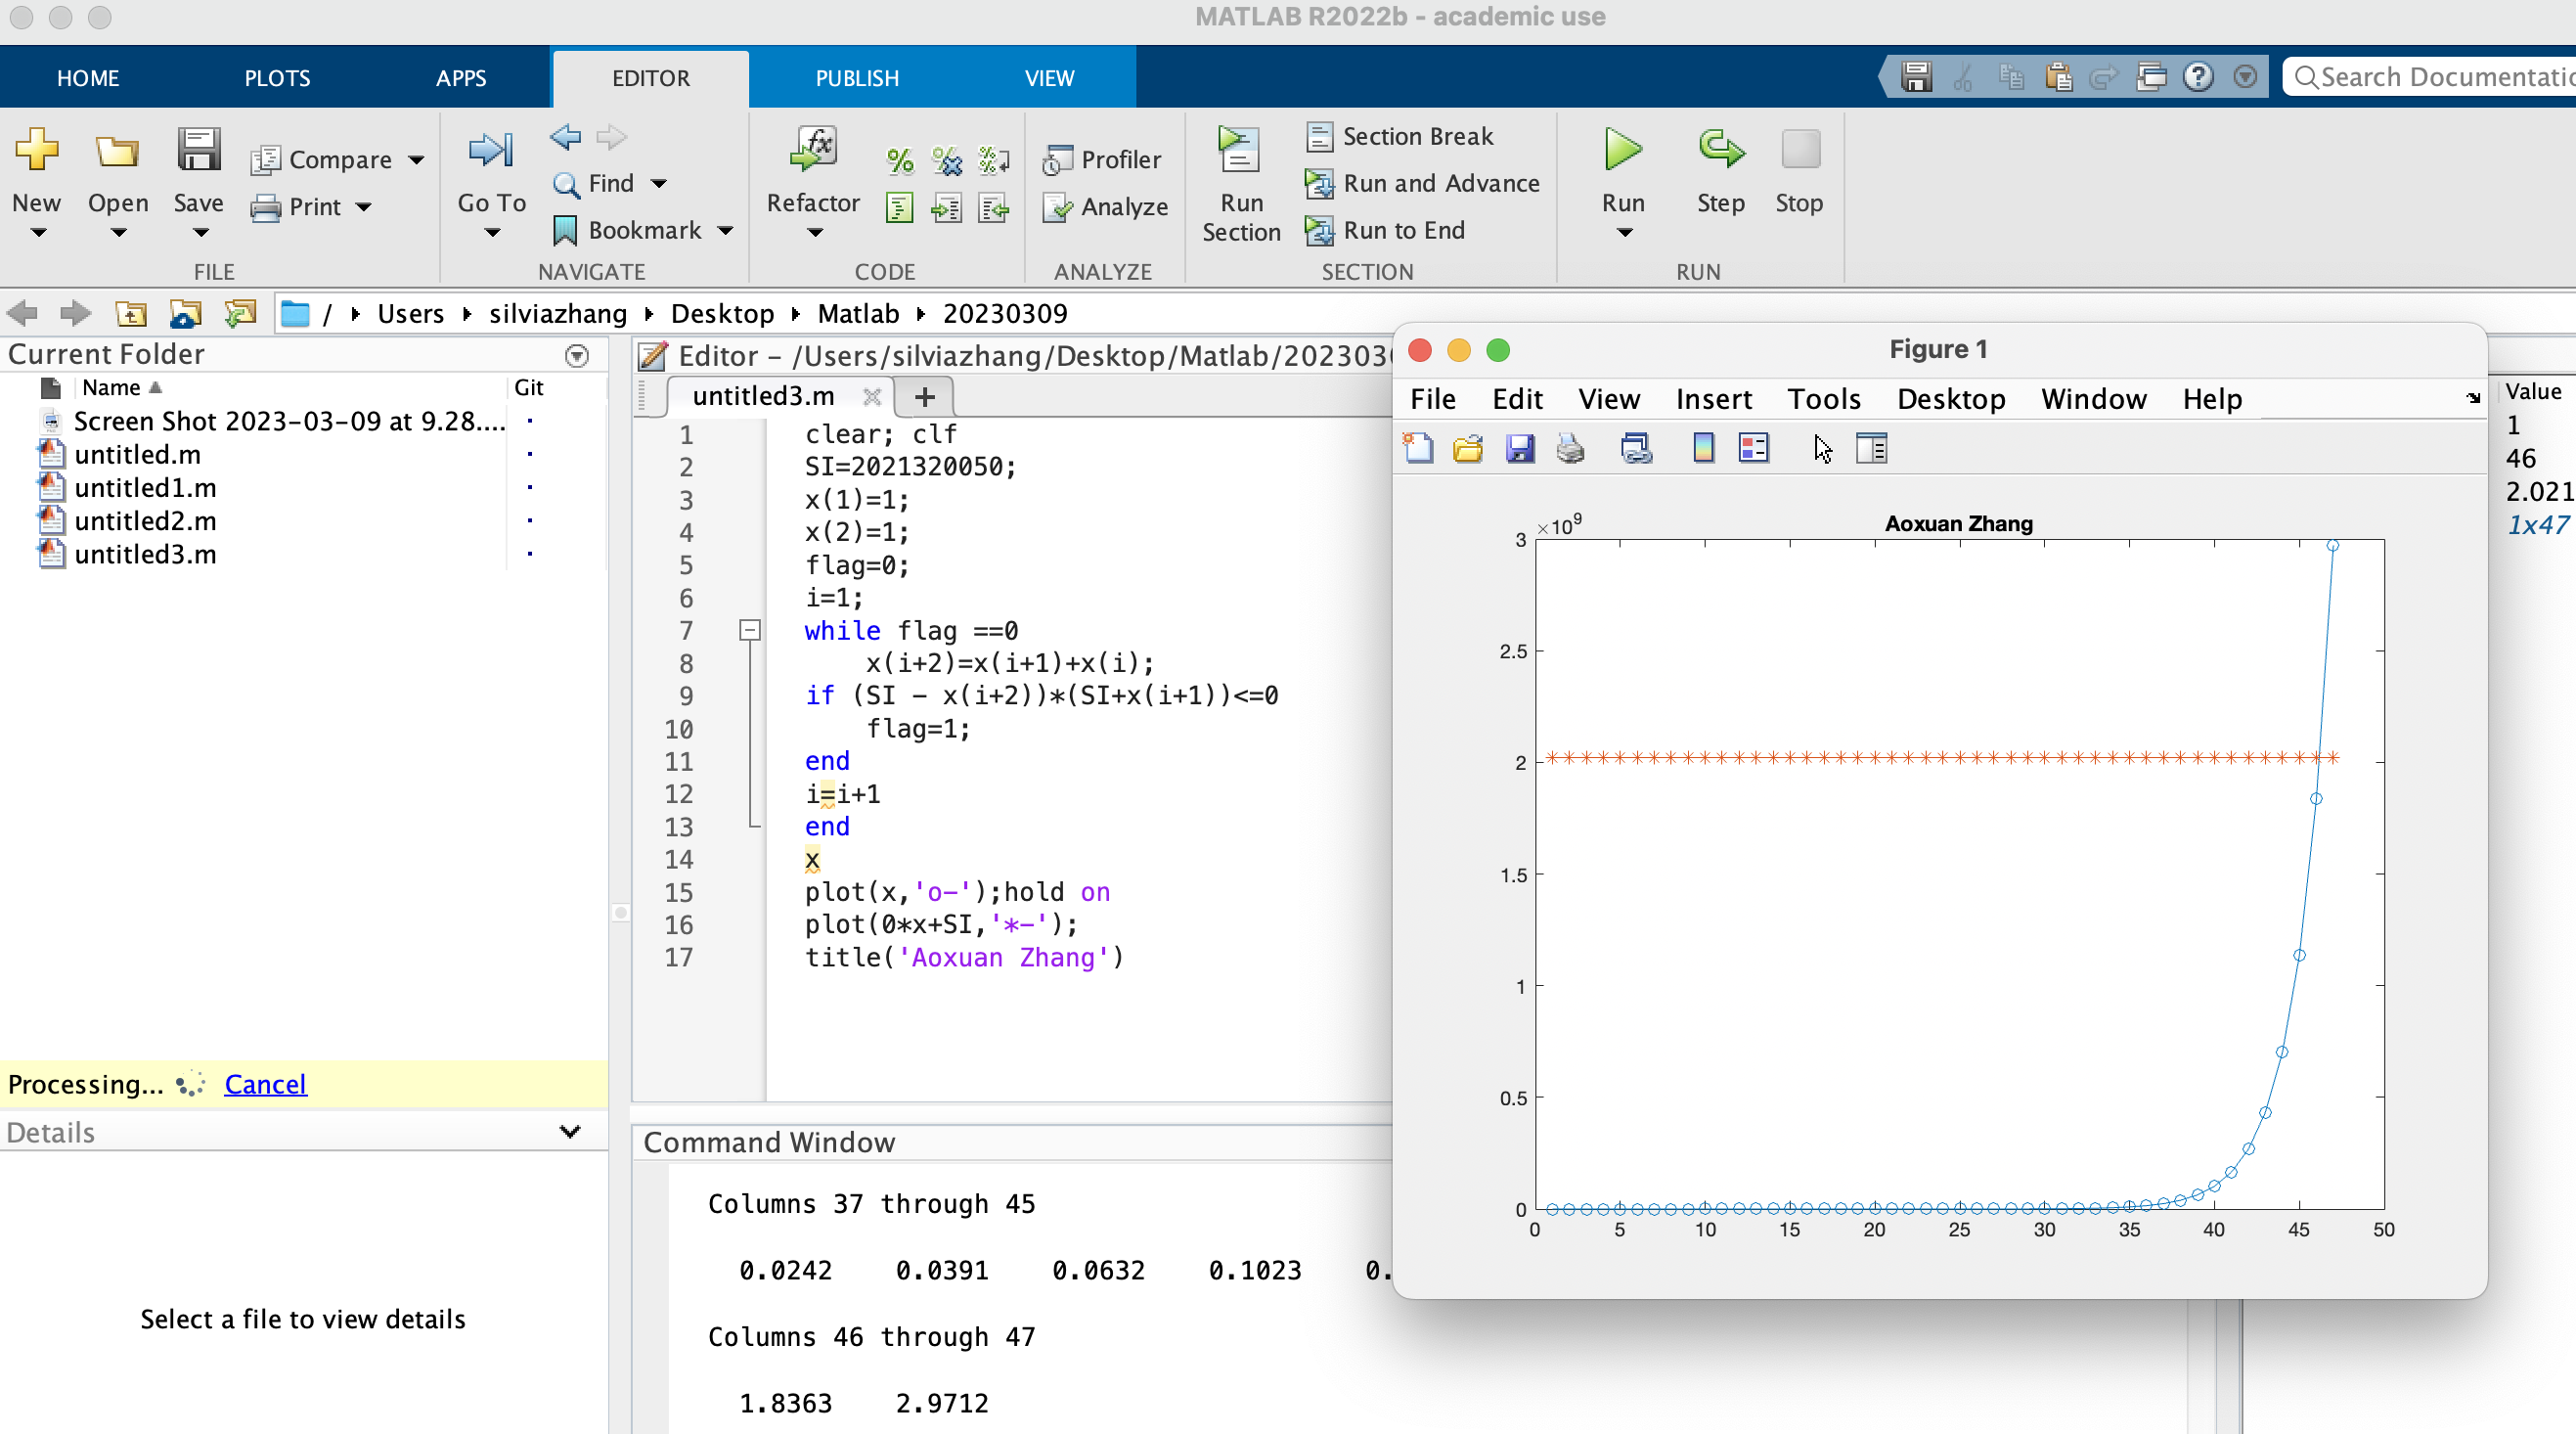 MATLAB R2022b - academic use
HOME PLOTS APPS EDITOR PUBLISH VIEW
Search Documentatio
New Open Save Compare Print
FILE
Go To Find Bookmark
NAVIGATE
Refactor
CODE
Profiler Analyze
ANALYZE
Run Section Section Break Run and Advance Run to End
SECTION
Run Step Stop
RUN
/ Users silviazhang Desktop Matlab 20230309
Current Folder
Name Git
Screen Shot 2023-03-09 at 9.28....
untitled.m
untitled1.m
untitled2.m
untitled3.m
Processing... Cancel
Details
Select a file to view details
Editor - /Users/silviazhang/Desktop/Matlab/202303
untitled3.m
1 clear; clf
2 SI=2021320050;
3 x(1)=1;
4 x(2)=1;
5 flag=0;
6 i=1;
7 while flag ==0
8 x(i+2)=x(i+1)+x(i);
9 if (SI - x(i+2))*(SI+x(i+1))<=0
10 flag=1;
11 end
12 i=i+1
13 end
14 x
15 plot(x,'o-');hold on
16 plot(0*x+SI,'*-');
17 title('Aoxuan Zhang')
Command Window
Columns 37 through 45
0.0242 0.0391 0.0632 0.1023 0.
Columns 46 through 47
1.8363 2.9712
Figure 1
File Edit View Insert Tools Desktop Window Help
×10⁹
Aoxuan Zhang
3
2.5
2
1.5
1
0.5
0
0 5 10 15 20 25 30 35 40 45 50
Value
1
46
2.021
1x47